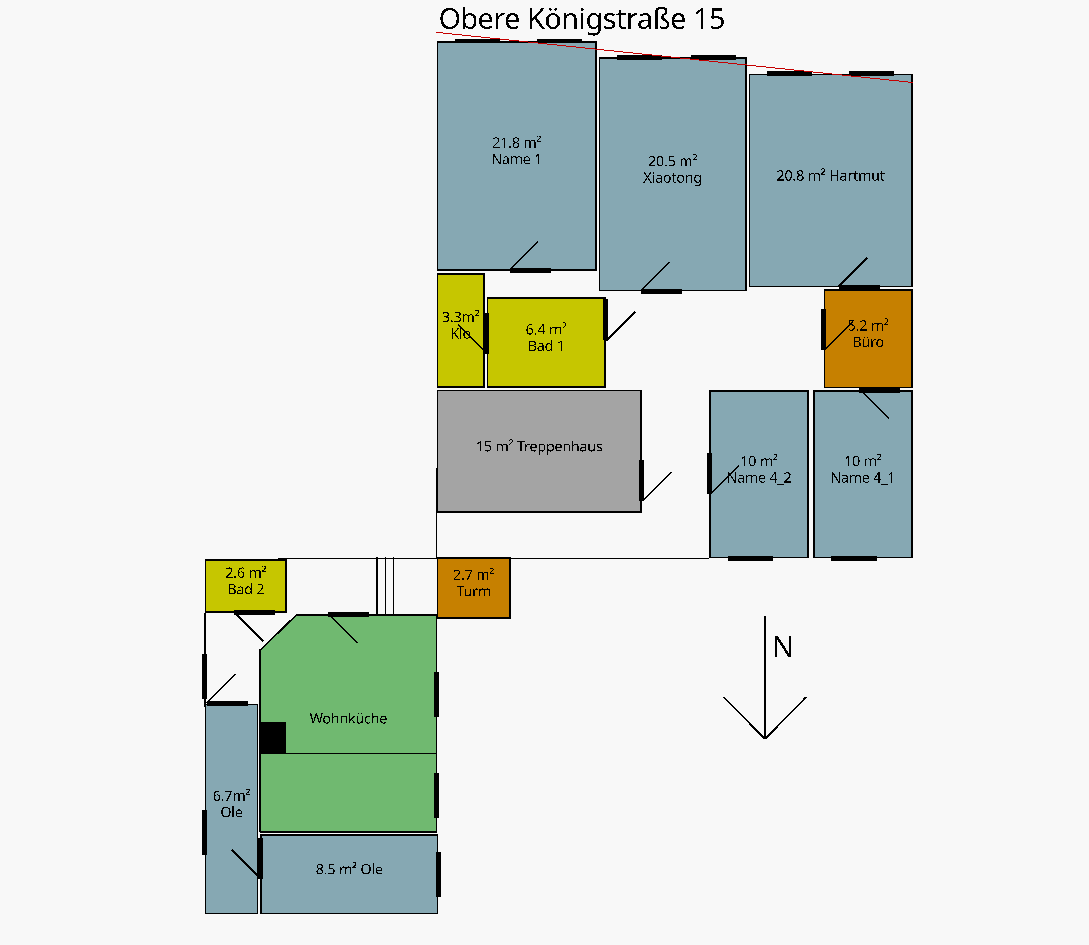 Obere Königstraße 15
21.8 m²
Name 1
20.5 m²
Xiaotong
20.8 m² Hartmut
3.3m²
Klo
6.4 m²
Bad 1
5.2 m²
Büro
15 m² Treppenhaus
10 m²
Name 4_2
10 m²
Name 4_1
2.6 m²
Bad 2
2.7 m²
Turm
N
Wohnküche
6.7m²
Ole
8.5 m² Ole